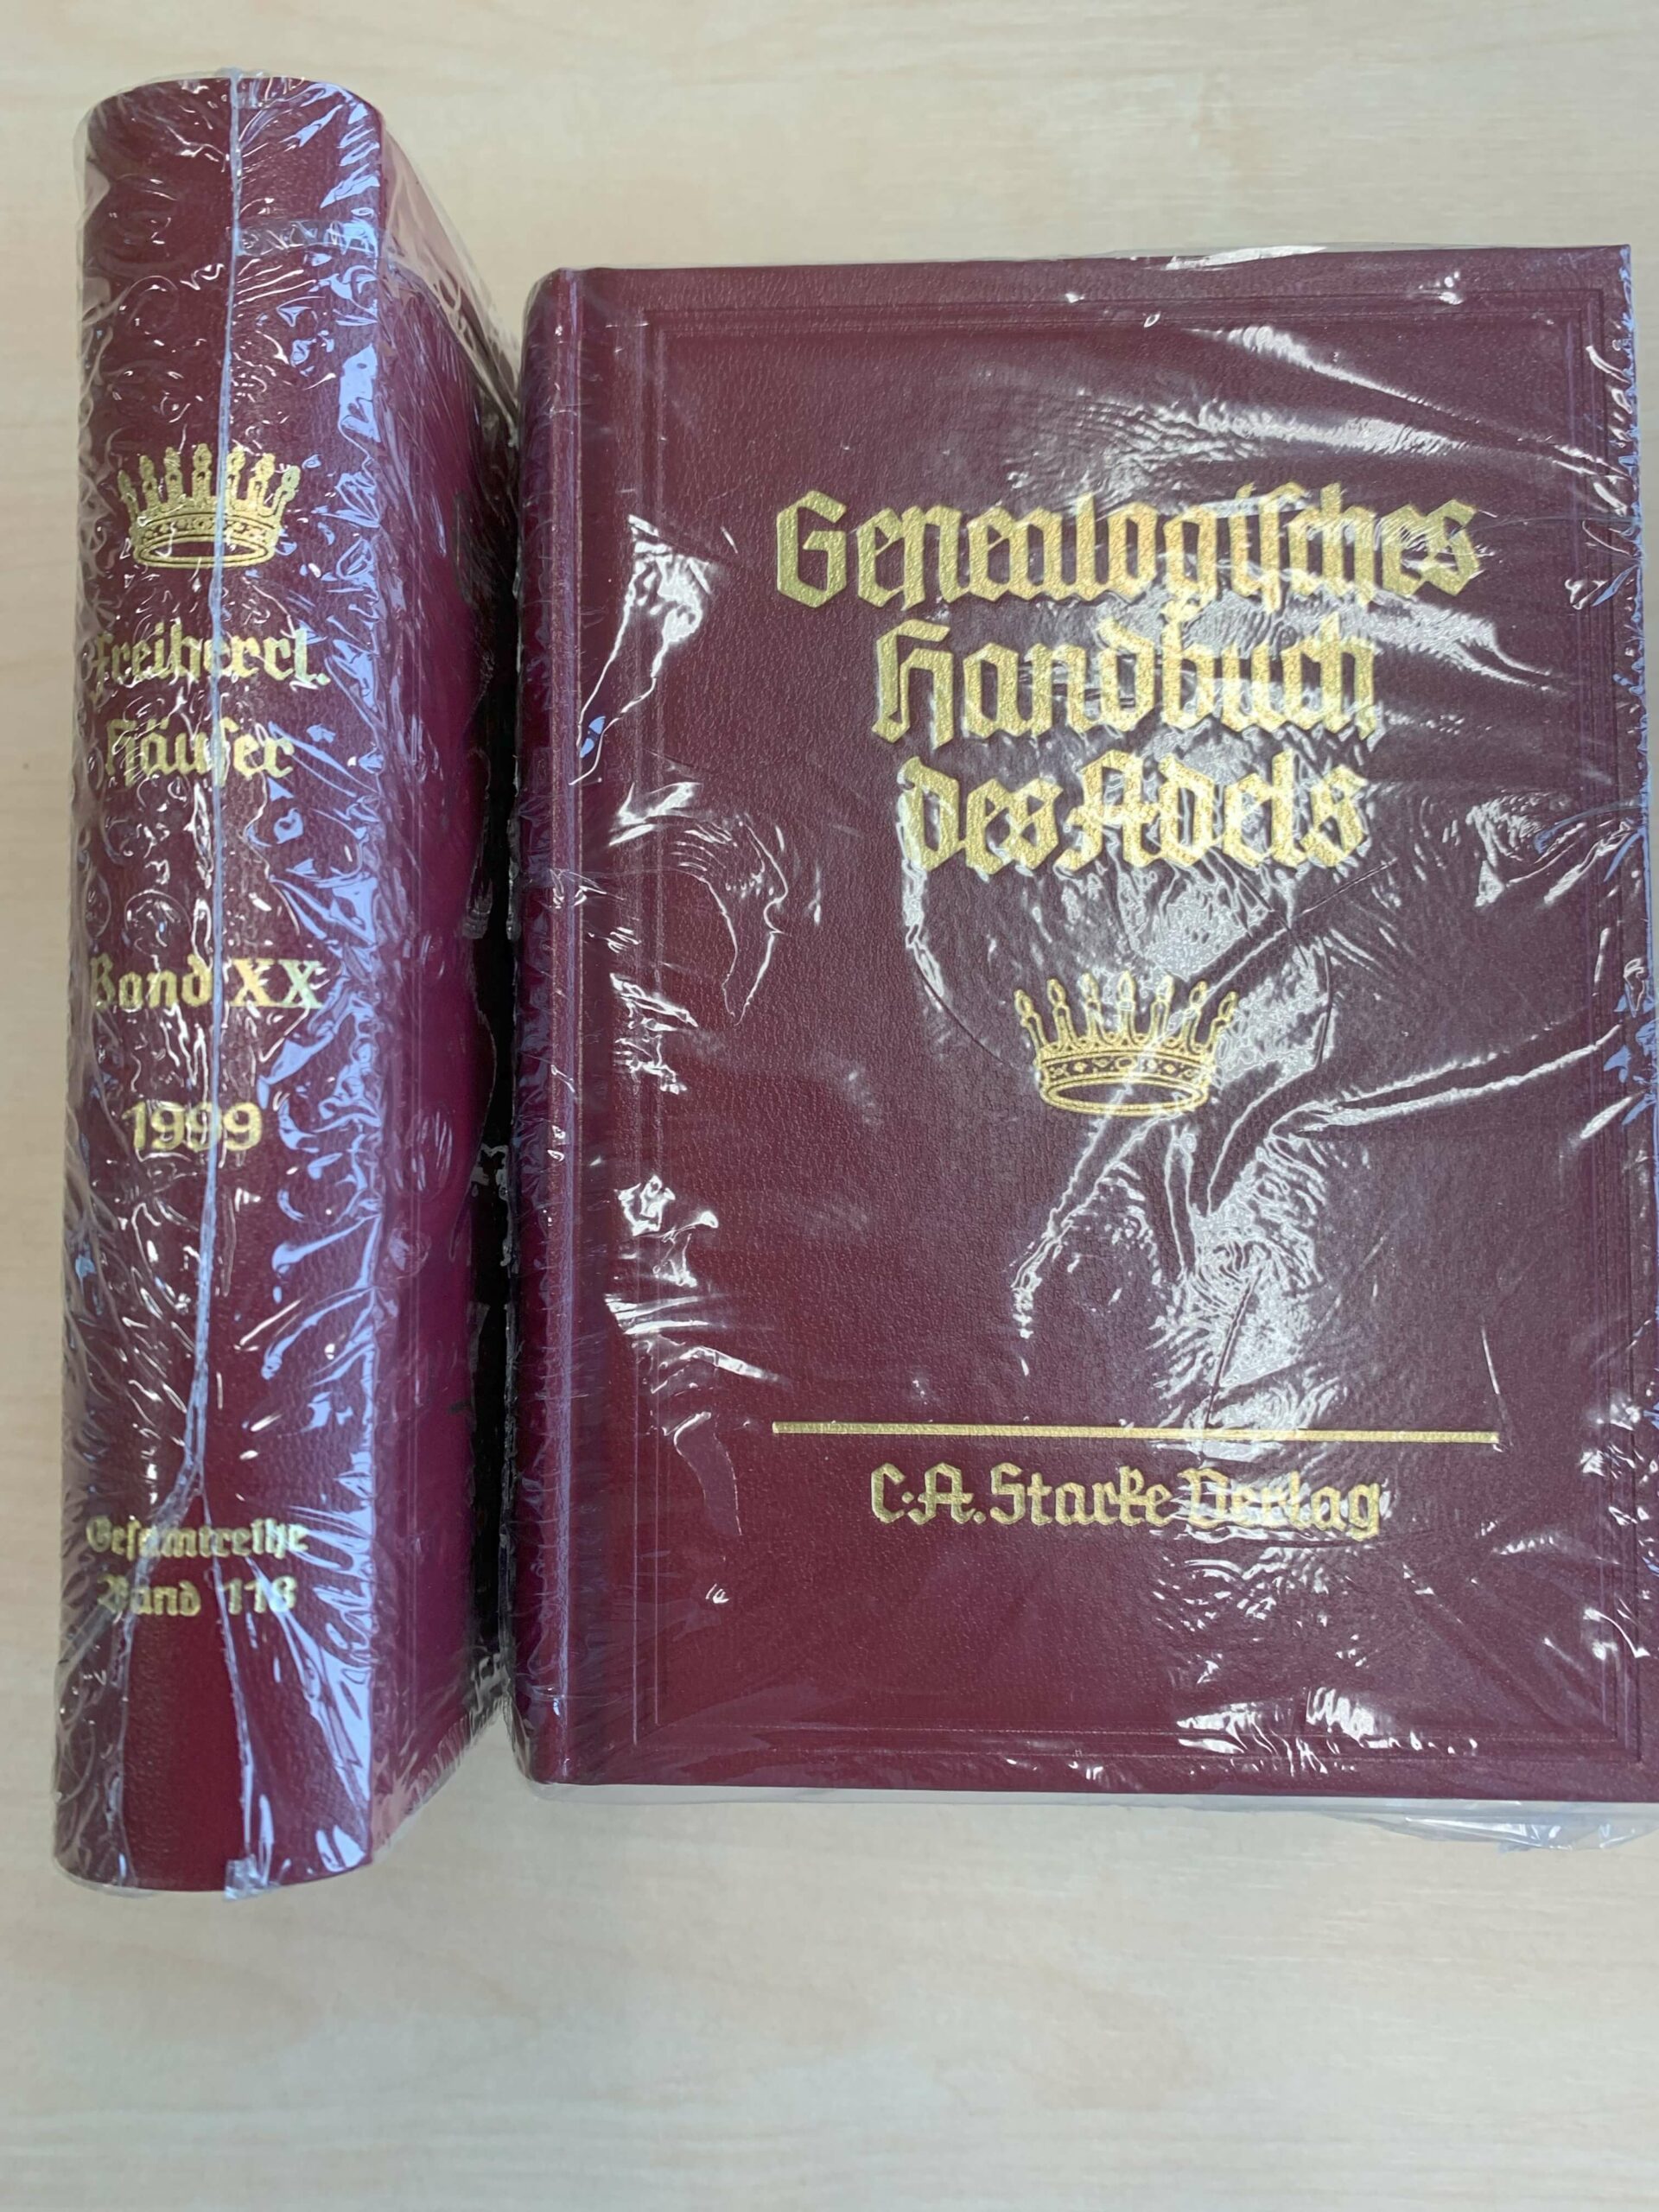 Freiherrl.
Häuser
Band XX
1999
Gesamtreihe
Band 118
Genealogisches
Handbuch
des Adels
C. A. Starke Verlag